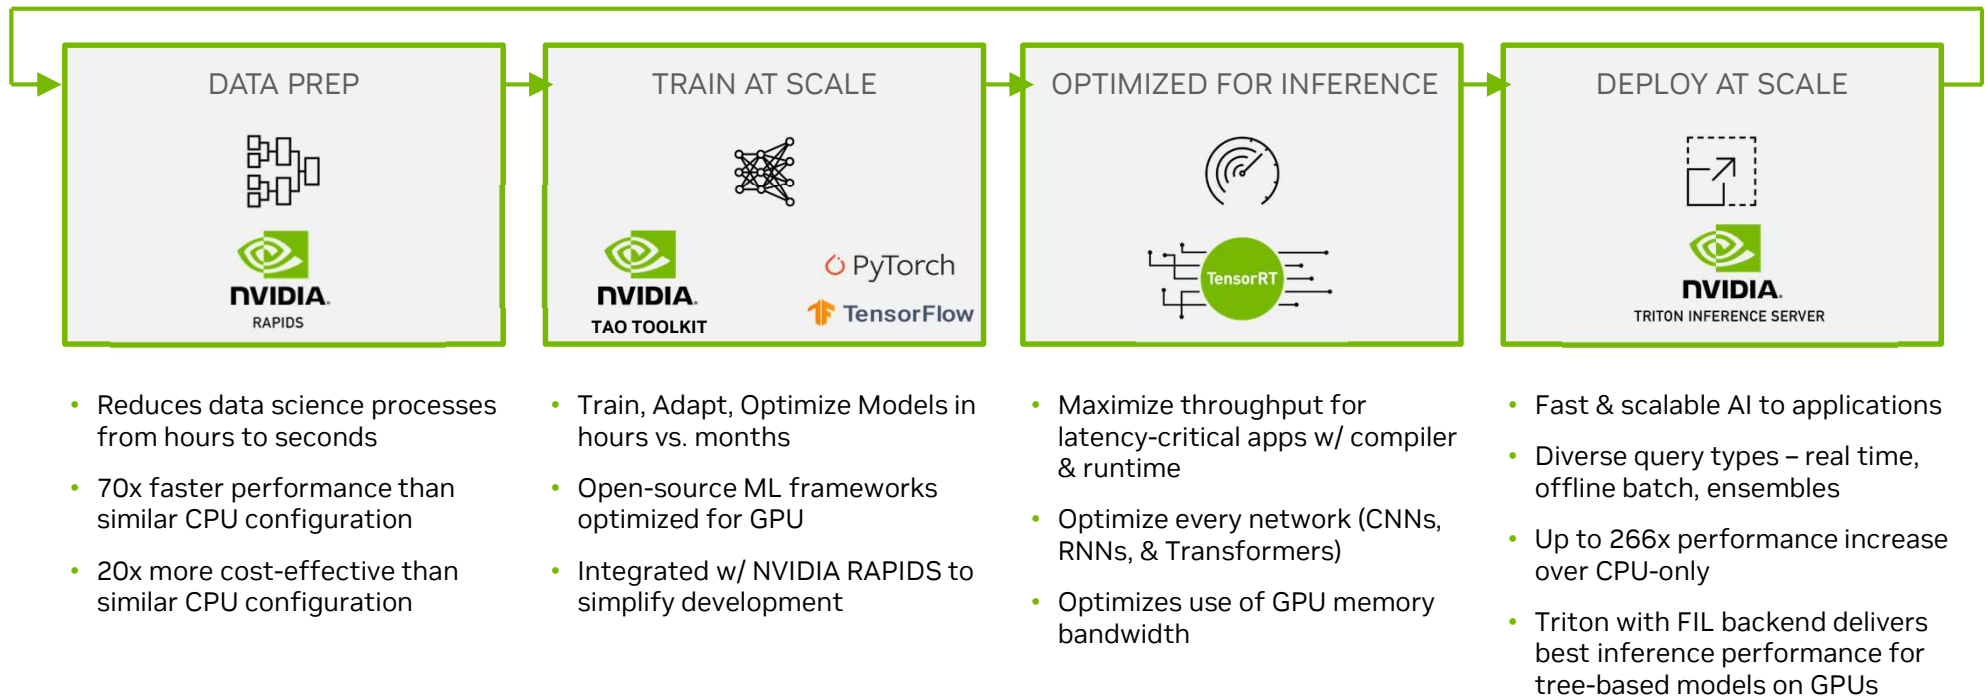 DATA PREP
NVIDIA.
RAPIDS
• Reduces data science processes
from hours to seconds
• 70x faster performance than
similar CPU configuration
• 20x more cost-effective than
similar CPU configuration
TRAIN AT SCALE
NVIDIA.
TAO TOOLKIT
PyTorch
TensorFlow
• Train, Adapt, Optimize Models in
hours vs. months
• Open-source ML frameworks
optimized for GPU
• Integrated w/ NVIDIA RAPIDS to
simplify development
OPTIMIZED FOR INFERENCE
TensorRT
• Maximize throughput for
latency-critical apps w/ compiler
& runtime
• Optimize every network (CNNs,
RNNs, & Transformers)
• Optimizes use of GPU memory
bandwidth
DEPLOY AT SCALE
NVIDIA.
TRITON INFERENCE SERVER
• Fast & scalable AI to applications
• Diverse query types – real time,
offline batch, ensembles
• Up to 266x performance increase
over CPU-only
• Triton with FIL backend delivers
best inference performance for
tree-based models on GPUs